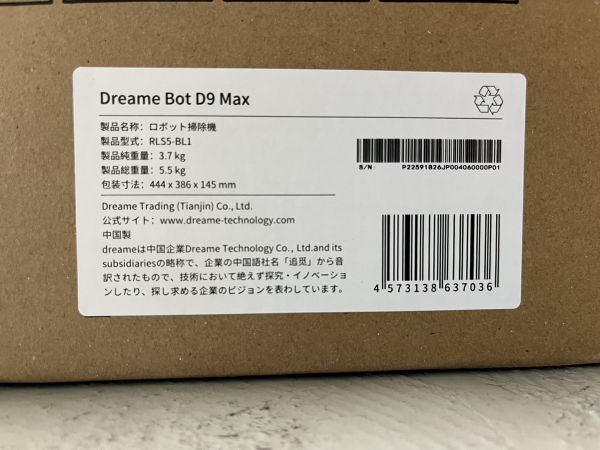 Dreame Bot D9 Max
製品名称：ロボット掃除機
製品型式：RLS5-BL1
製品純重量：3.7 kg
製品総重量：5.5 kg
包装寸法：444 x 386 x 145 mm
S/N: P22591826JP004060000P01
Dreame Trading (Tianjin) Co., Ltd.
公式サイト：www.dreame-technology.com
中国製
dreameは中国企業Dreame Technology Co., Ltd.and its
subsidiariesの略称で、企業の中国語社名「追觅」から音
訳されたもので、技術において絶えず探究・イノベーショ
ンしたり、探し求める企業のビジョンを表わしています。
4 573138 637036